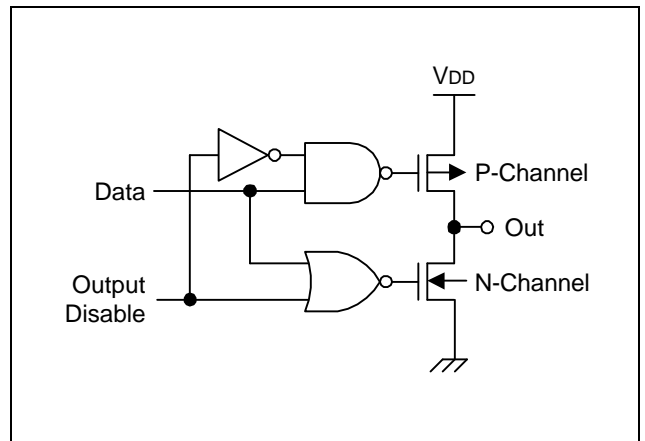 VDD
P-Channel
Data
Out
Output
Disable
N-Channel